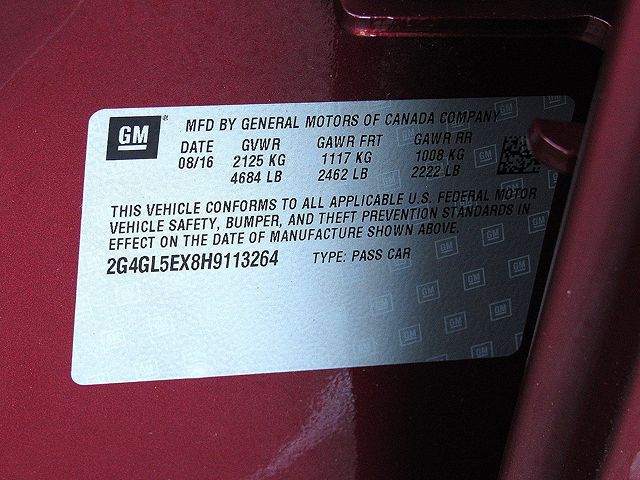 GM
MFD BY GENERAL MOTORS OF CANADA COMPANY
DATE GVWR GAWR FRT GAWR RR
08/16 2125 KG 1117 KG 1008 KG
4684 LB 2462 LB 2222 LB
THIS VEHICLE CONFORMS TO ALL APPLICABLE U.S. FEDERAL MOTOR
VEHICLE SAFETY, BUMPER, AND THEFT PREVENTION STANDARDS IN
EFFECT ON THE DATE OF MANUFACTURE SHOWN ABOVE.
2G4GL5EX8H9113264 TYPE: PASS CAR